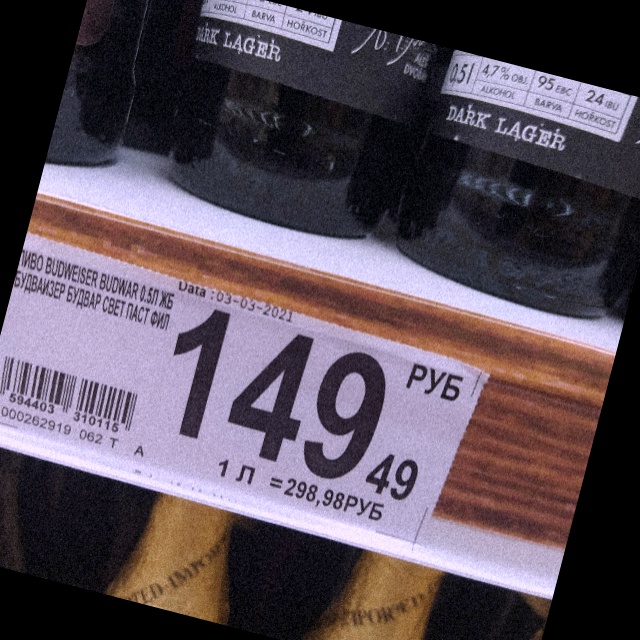 ALCOHOL BARVA HOŘKOST
DARK LAGER
0,5l 4,7% OBJ. 95 EBC 24 IBU
ALCOHOL BARVA HOŘKOST
DARK LAGER
ПИВО BUDWEISER BUDWAR 0.5Л Ж/Б
БУДВАЙЗЕР БУДВАР СВЕТ ПАСТ ФИЛ
Data :03-03-2021
149 49
РУБ
1 Л =298,98РУБ
594403 310115
000262919 062 T A